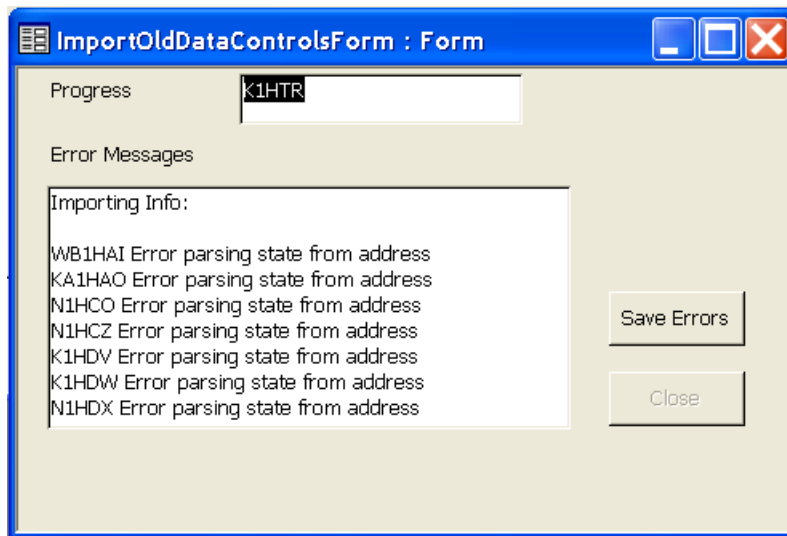 ImportOldDataControlsForm : Form
Progress
K1HTR
Error Messages
Importing Info:
WB1HAI Error parsing state from address
KA1HAO Error parsing state from address
N1HCO Error parsing state from address
N1HCZ Error parsing state from address
K1HDV Error parsing state from address
K1HDW Error parsing state from address
N1HDX Error parsing state from address
Save Errors
Close